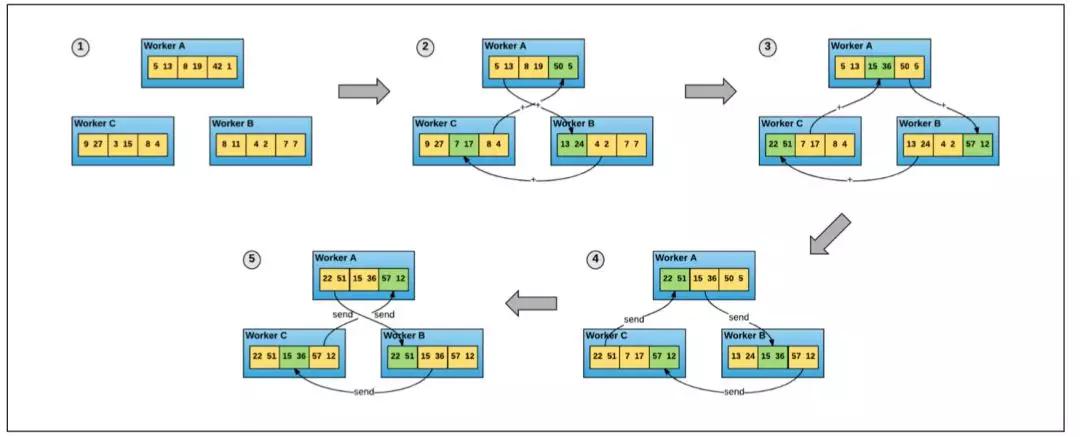 1
Worker A
5 13 8 19 42 1
Worker C
9 27 3 15 8 4
Worker B
8 11 4 2 7 7
2
Worker A
5 13 8 19 50 5
+ +
Worker C
9 27 7 17 8 4
Worker B
13 24 4 2 7 7
+
3
Worker A
5 13 15 36 50 5
+ +
Worker C
22 51 7 17 8 4
Worker B
13 24 4 2 57 12
+
5
Worker A
22 51 15 36 57 12
send send
Worker C
22 51 15 36 57 12
Worker B
22 51 15 36 57 12
send
4
Worker A
22 51 15 36 50 5
send send
Worker C
22 51 7 17 57 12
Worker B
13 24 15 36 57 12
send